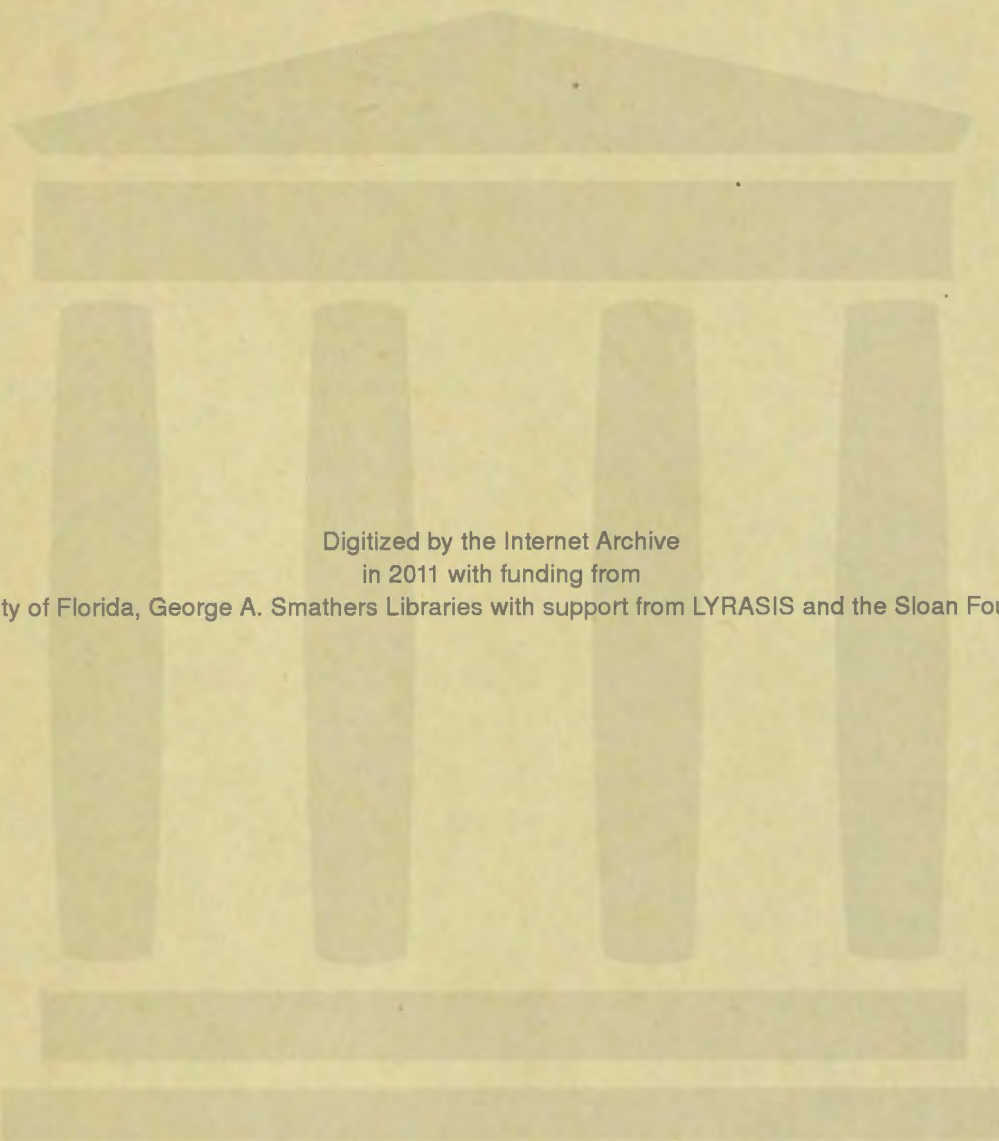 Digitized by the Internet Archive
in 2011 with funding from
ty of Florida, George A. Smathers Libraries with support from LYRASIS and the Sloan Fou